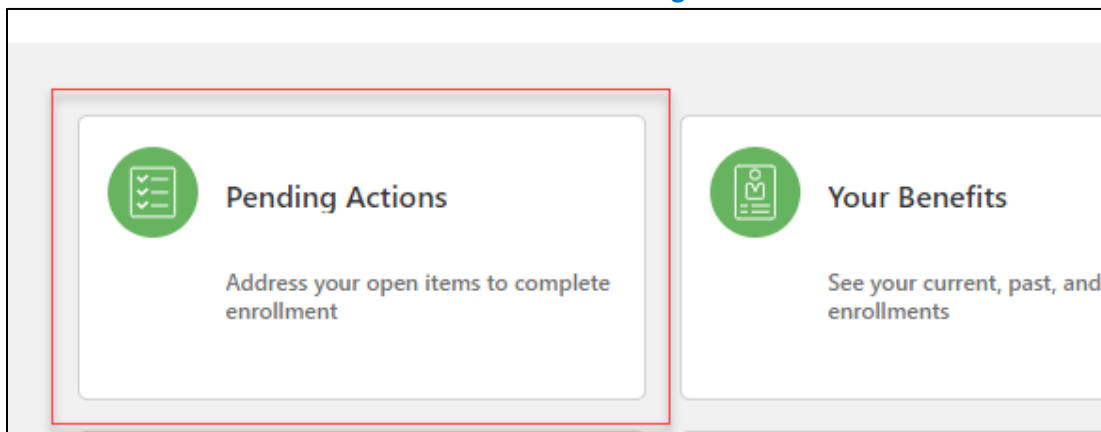 Pending Actions
Address your open items to complete
enrollment
Your Benefits
See your current, past, and
enrollments